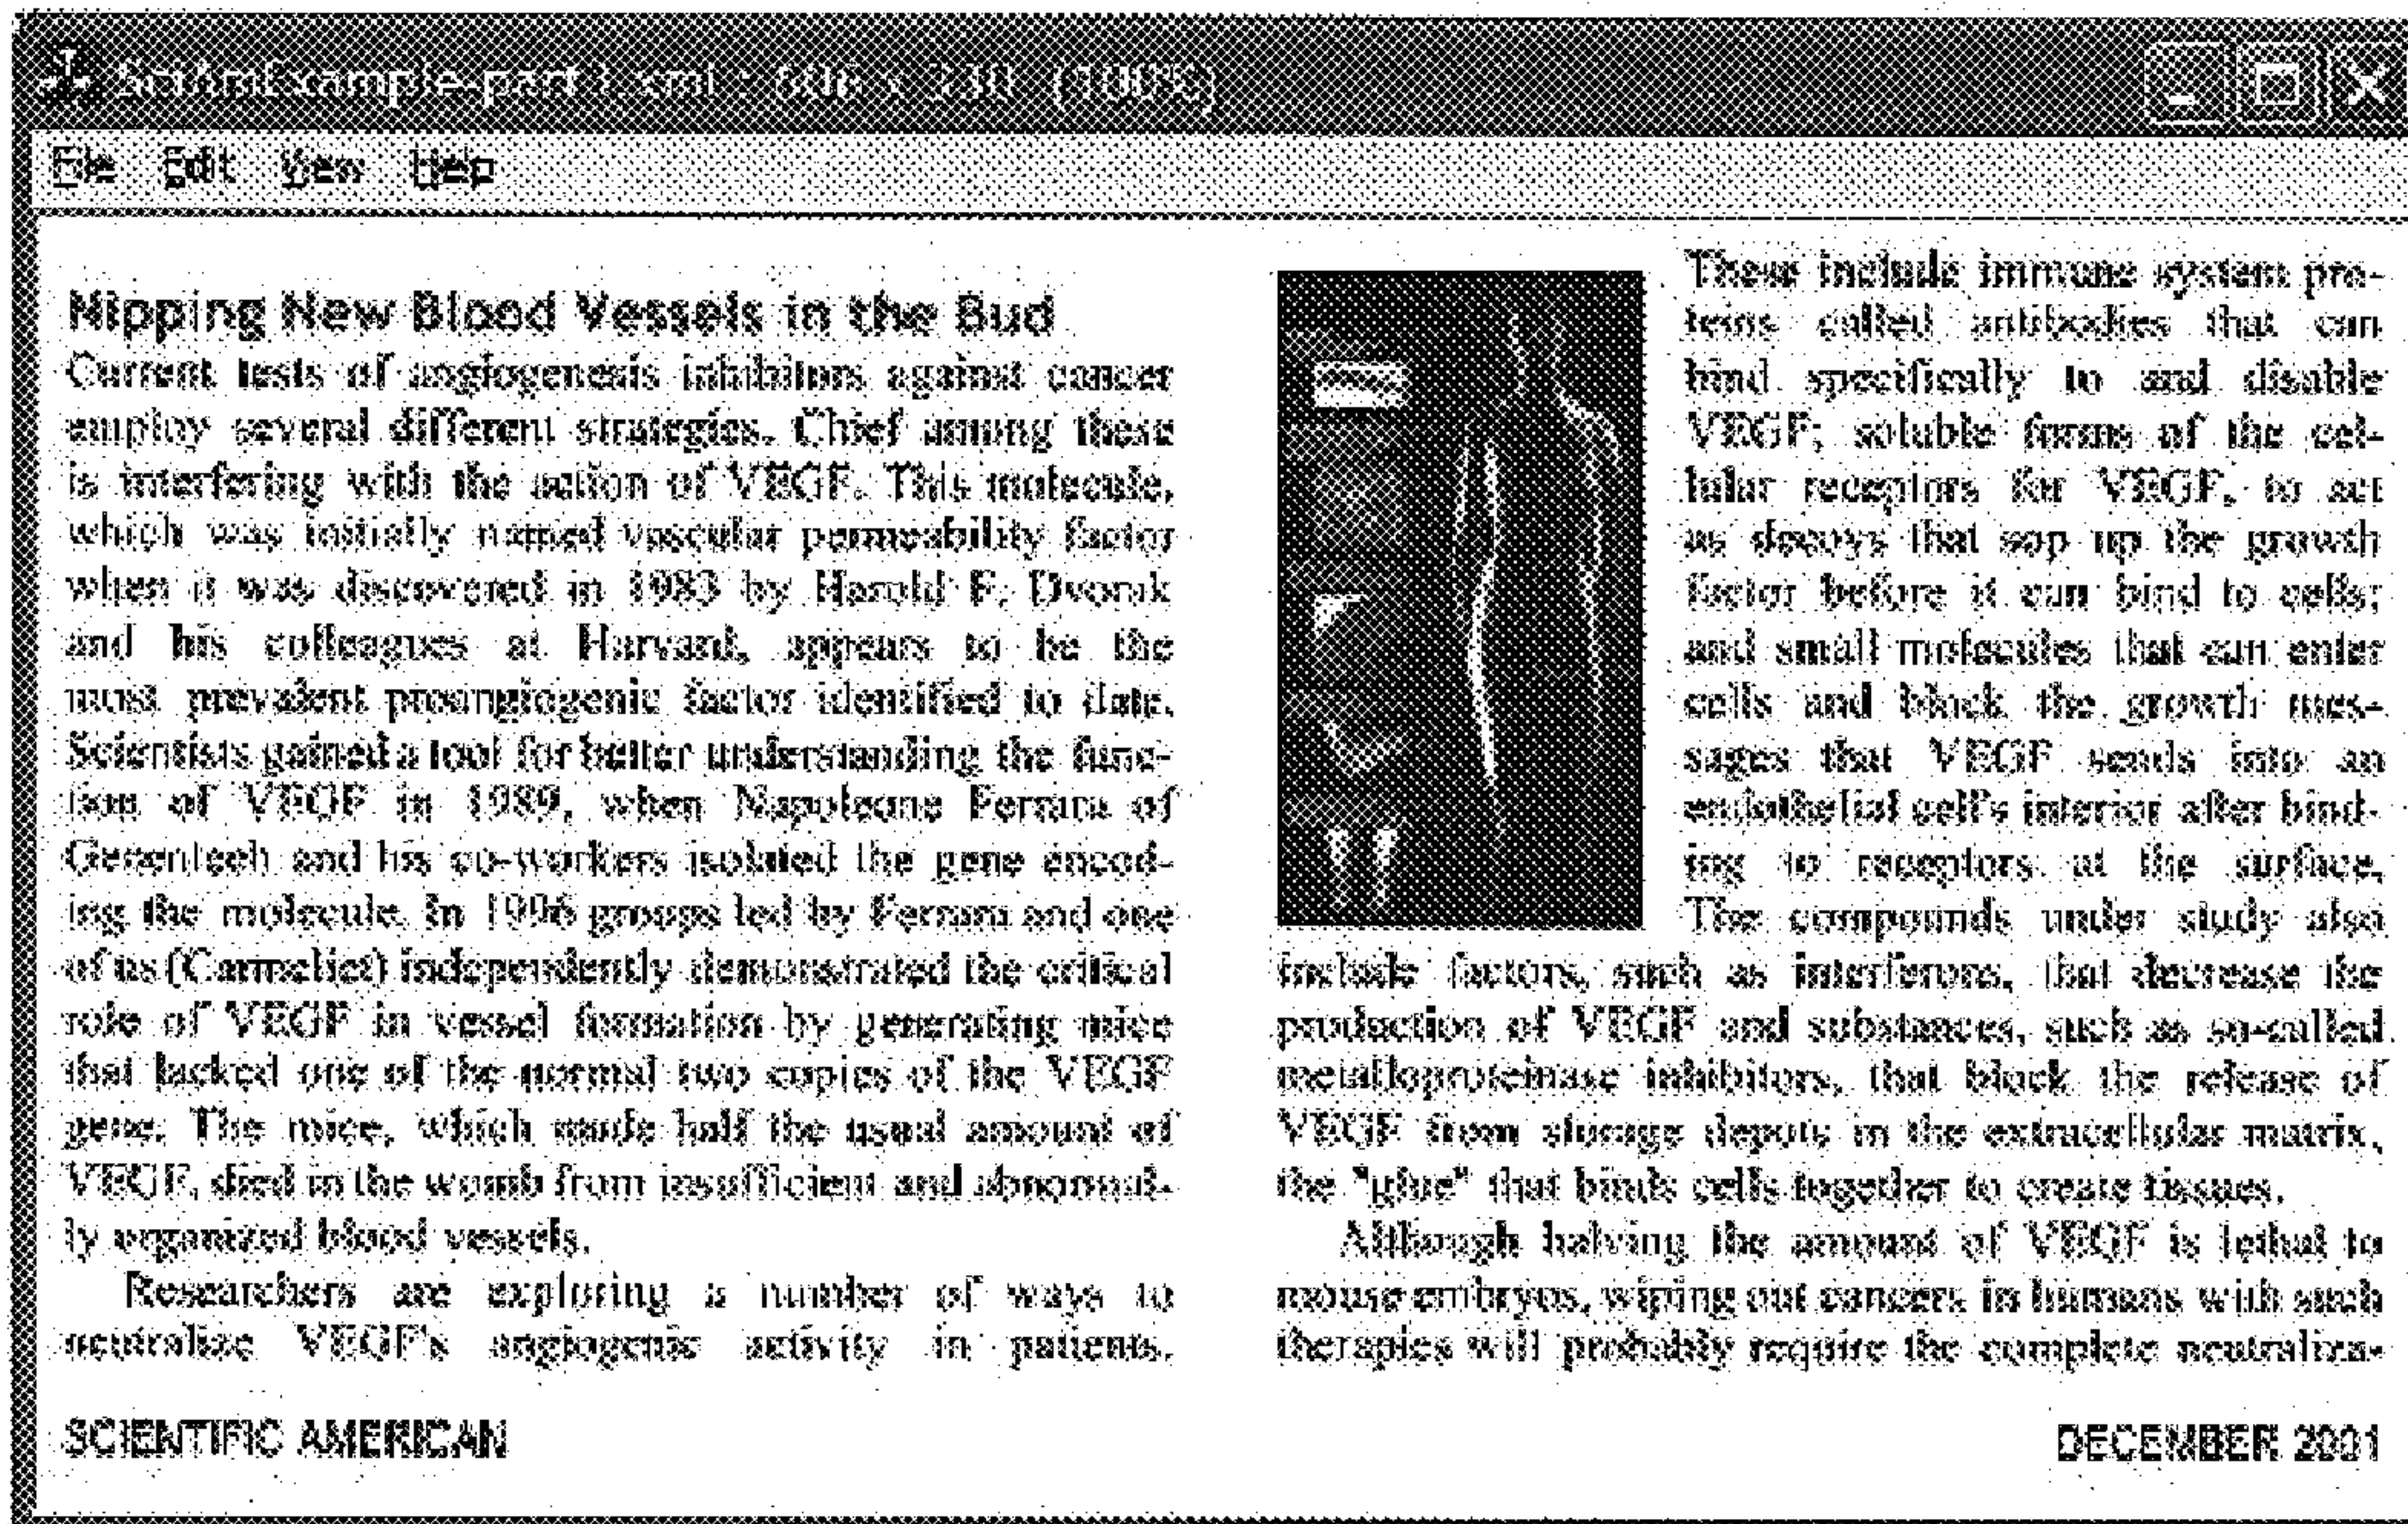 SciAmExample-part1.xml :
File Edit View Help
Nipping New Blood Vessels in the Bud
Current tests of angiogenesis inhibitors against cancer
employ several different strategies. Chief among these
is interfering with the action of VEGF. This molecule,
which was initially named vascular permeability factor
when it was discovered in 1983 by Harold F. Dvorak
and his colleagues at Harvard, appears to be the
most prevalent proangiogenic factor identified to date.
Scientists gained a tool for better understanding the func-
tion of VEGF in 1989, when Napoleone Ferrara of
Genentech and his co-workers isolated the gene encod-
ing the molecule. In 1996 groups led by Ferrara and one
of us (Carmeliet) independently demonstrated the critical
role of VEGF in vessel formation by generating mice
that lacked one of the normal two copies of the VEGF
gene. The mice, which made half the usual amount of
VEGF, died in the womb from insufficient and abnormal-
ly organized blood vessels.
Researchers are exploring a number of ways to
neutralize VEGF's angiogenic activity in patients.
These include immune system pro-
teins called antibodies that can
bind specifically to and disable
VEGF; soluble forms of the cel-
lular receptors for VEGF, to act
as decoys that sop up the growth
factor before it can bind to cells;
and small molecules that can enter
cells and block the growth mes-
sages that VEGF sends into an
endothelial cell's interior after bind-
ing to receptors at the surface.
The compounds under study also
include factors, such as interferons, that decrease the
production of VEGF and substances, such as so-called
metalloproteinase inhibitors, that block the release of
VEGF from storage depots in the extracellular matrix,
the "glue" that binds cells together to create tissues.
Although halving the amount of VEGF is lethal to
mouse embryos, wiping out cancers in humans with such
therapies will probably require the complete neutraliza-
SCIENTIFIC AMERICAN
DECEMBER 2001